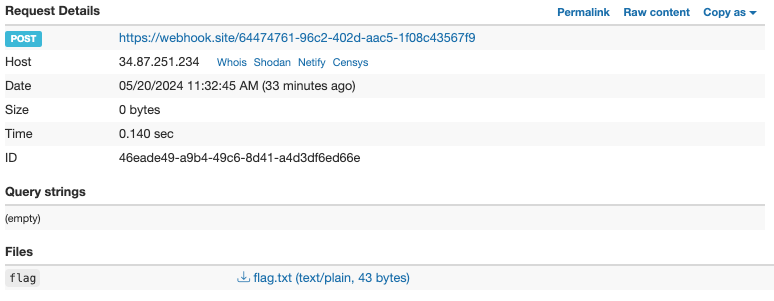 Request Details Permalink Raw content Copy as
POST https://webhook.site/64474761-96c2-402d-aac5-1f08c43567f9
Host 34.87.251.234 Whois Shodan Netify Censys
Date 05/20/2024 11:32:45 AM (33 minutes ago)
Size 0 bytes
Time 0.140 sec
ID 46eade49-a9b4-49c6-8d41-a4d3df6ed66e
Query strings
(empty)
Files
flag flag.txt (text/plain, 43 bytes)